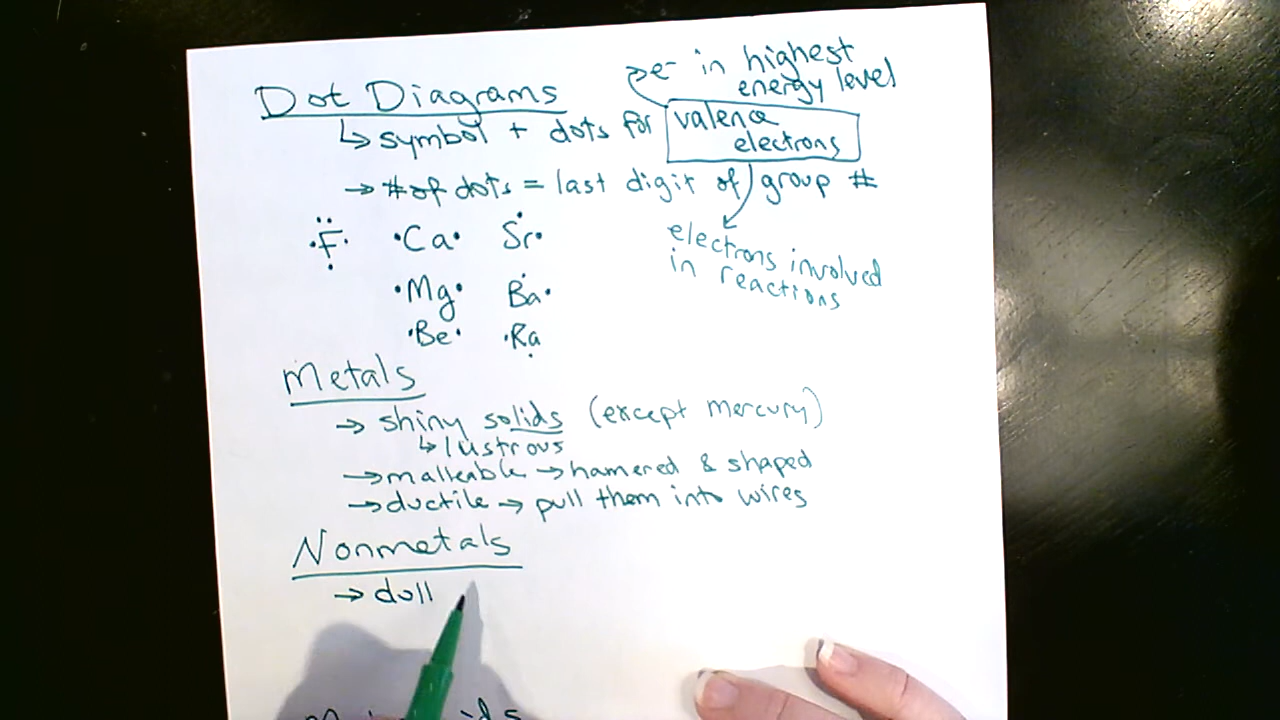 e⁻ in highest
energy level
Dot Diagrams
↳ symbol + dots for valence
electrons
→ # of dots = last digit of group #
F Ca Sr
electrons involved
in reactions
Mg Ba
Be Ra
Metals
→ shiny solids (except mercury)
↳ lustrous
→ malleable → hamered & shaped
→ ductile → pull them into wires
Nonmetals
→ dull